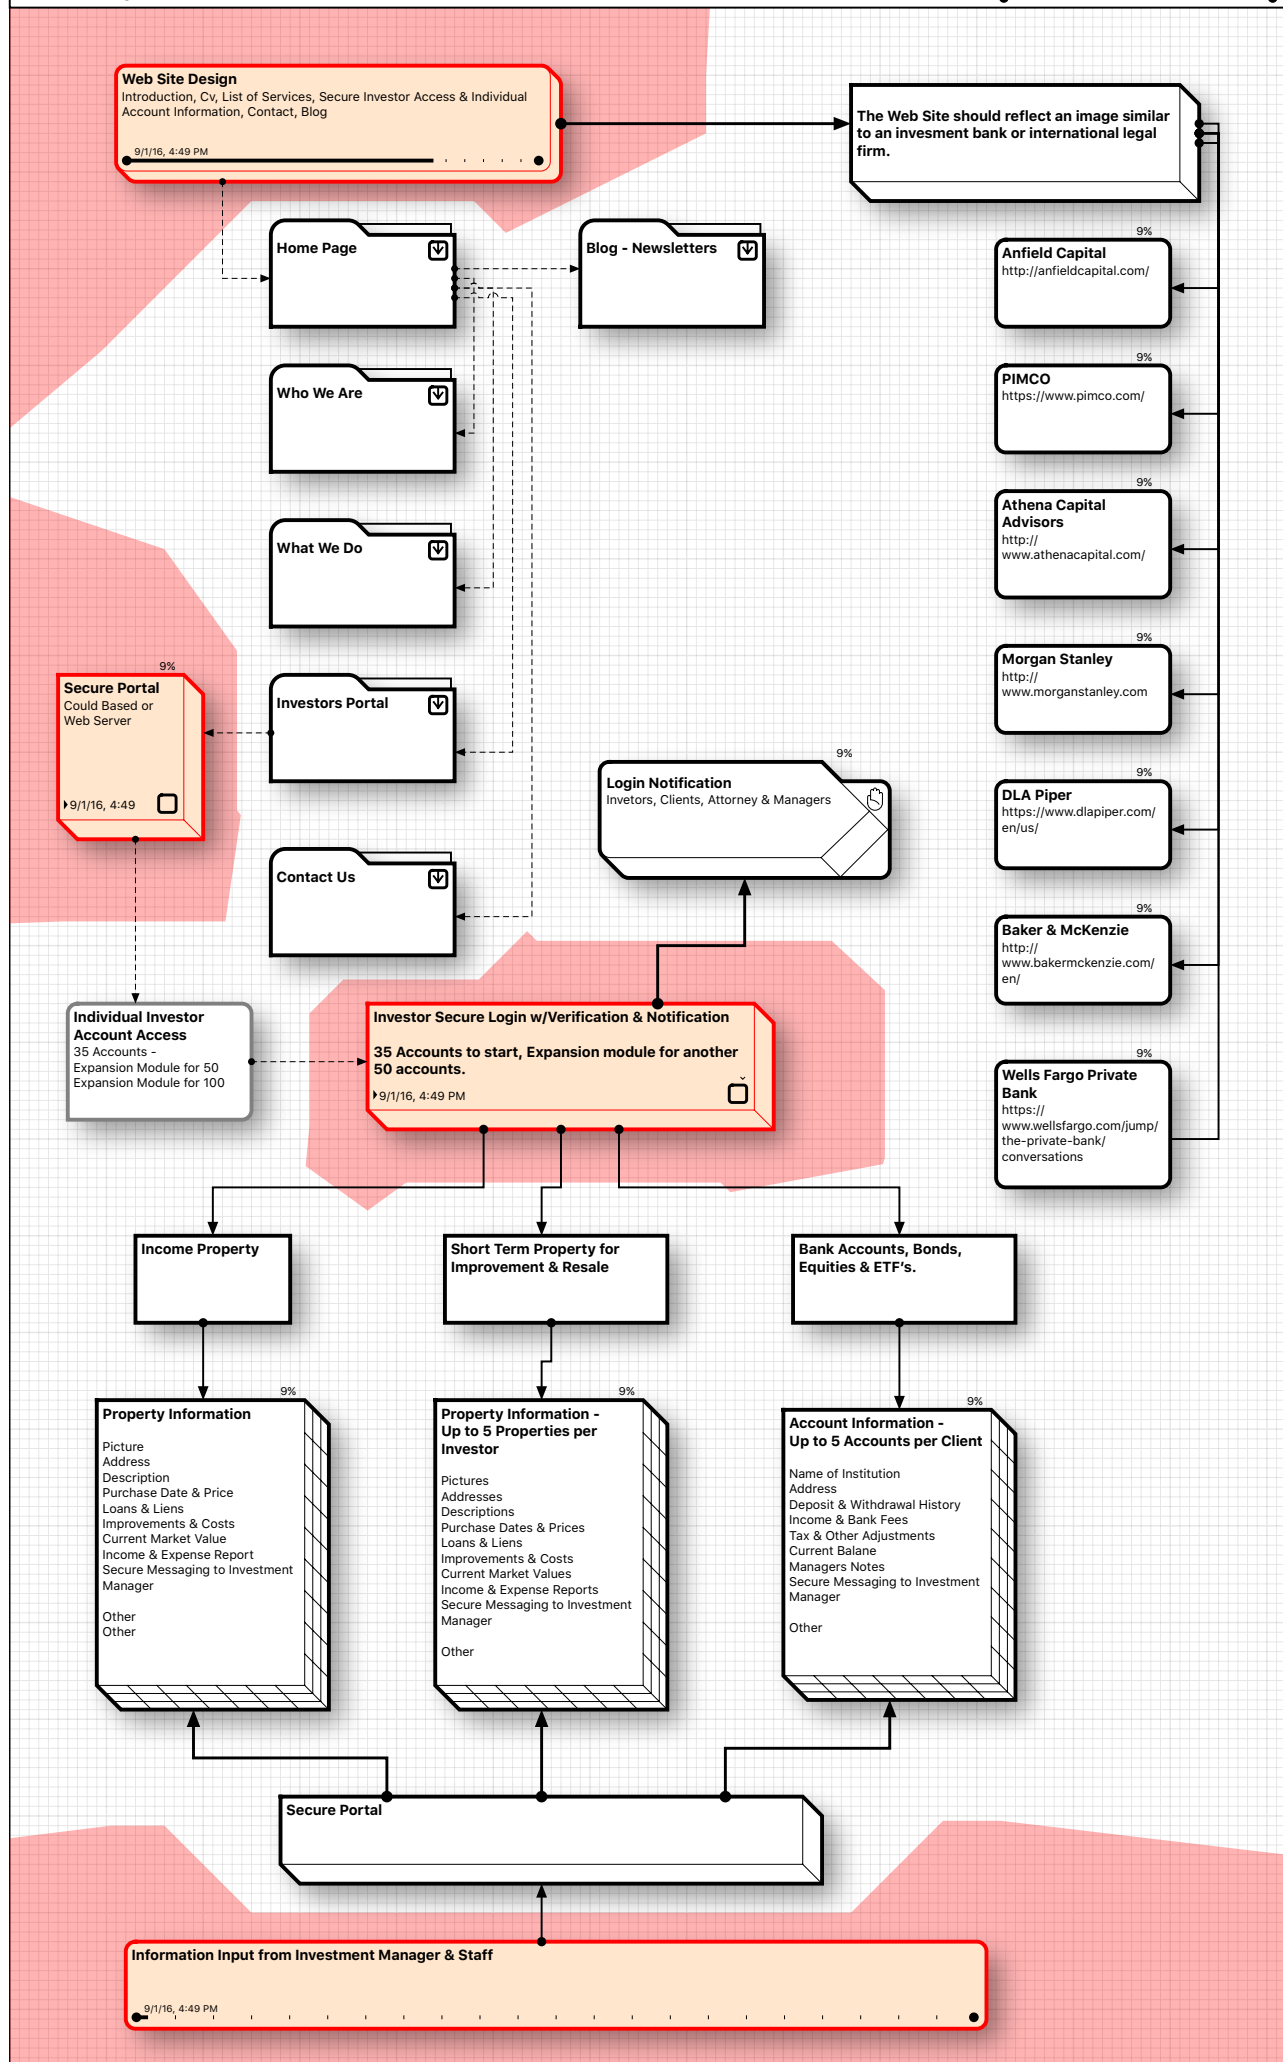 Web Site Design
Introduction, Cv, List of Services, Secure Investor Access & Individual
Account Information, Contact, Blog
9/1/16, 4:49 PM
The Web Site should reflect an image similar
to an invesment bank or international legal
firm.
Home Page
Blog - Newsletters
9%
Anfield Capital
http://anfieldcapital.com/
Who We Are
9%
PIMCO
https://www.pimco.com/
What We Do
9%
Athena Capital
Advisors
http://
www.athenacapital.com/
9%
Secure Portal
Could Based or
Web Server
9/1/16, 4:49
Investors Portal
9%
Morgan Stanley
http://
www.morganstanley.com
9%
Login Notification
Invetors, Clients, Attorney & Managers
9%
DLA Piper
https://www.dlapiper.com/
en/us/
Contact Us
9%
Baker & McKenzie
http://
www.bakermckenzie.com/
en/
Individual Investor
Account Access
35 Accounts -
Expansion Module for 50
Expansion Module for 100
Investor Secure Login w/Verification & Notification
35 Accounts to start, Expansion module for another
50 accounts.
9/1/16, 4:49 PM
9%
Wells Fargo Private
Bank
https://
www.wellsfargo.com/jump/
the-private-bank/
conversations
Income Property
Short Term Property for
Improvement & Resale
Bank Accounts, Bonds,
Equities & ETF's.
9%
Property Information
Picture
Address
Description
Purchase Date & Price
Loans & Liens
Improvements & Costs
Current Market Value
Income & Expense Report
Secure Messaging to Investment
Manager
Other
Other
9%
Property Information -
Up to 5 Properties per
Investor
Pictures
Addresses
Descriptions
Purchase Dates & Prices
Loans & Liens
Improvements & Costs
Current Market Values
Income & Expense Reports
Secure Messaging to Investment
Manager
Other
9%
Account Information -
Up to 5 Accounts per Client
Name of Institution
Address
Deposit & Withdrawal History
Income & Bank Fees
Tax & Other Adjustments
Current Balane
Managers Notes
Secure Messaging to Investment
Manager
Other
Secure Portal
Information Input from Investment Manager & Staff
9/1/16, 4:49 PM